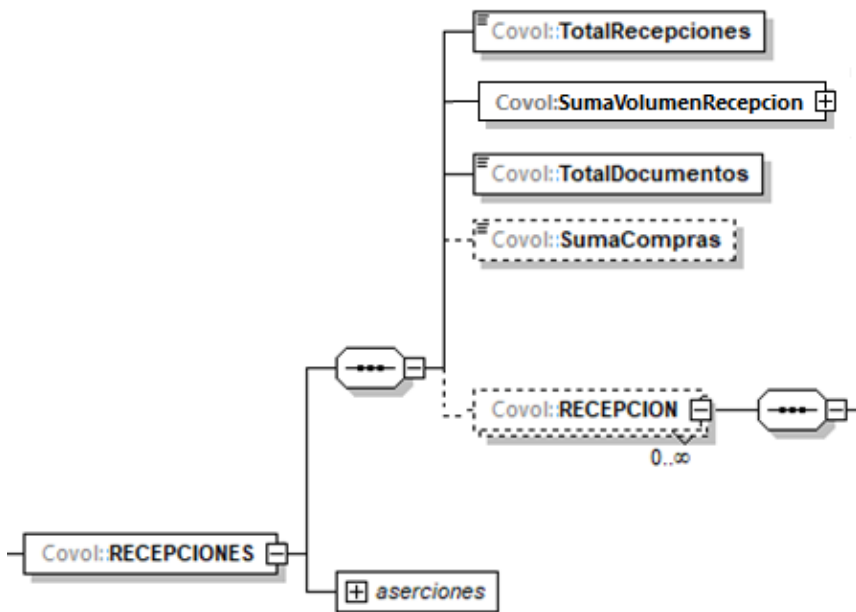 Covol::TotalRecepciones
Covol:SumaVolumenRecepcion
Covol::TotalDocumentos
Covol::SumaCompras
Covol::RECEPCION
0..∞
Covol::RECEPCIONES
aserciones